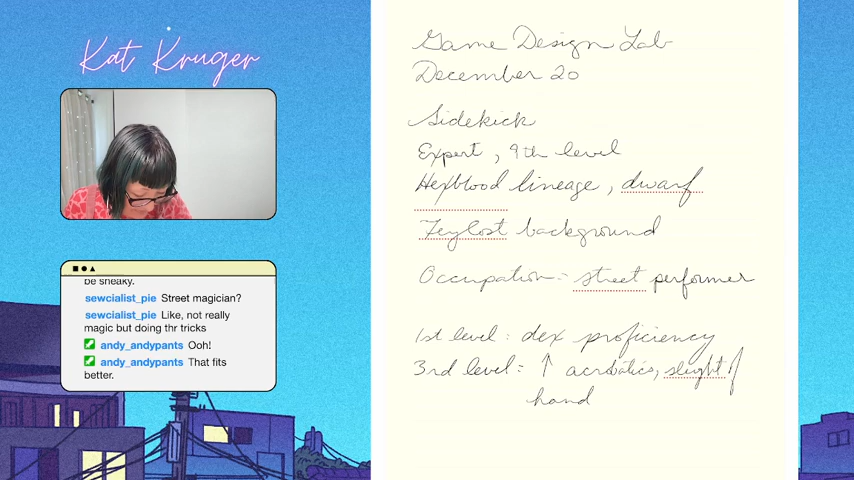 Kat Kruger
be sneaky.
sewcialist_pie Street magician?
sewcialist_pie Like, not really
magic but doing thr tricks
andy_andypants Ooh!
andy_andypants That fits
better.
Game Design Lab
December 20
Sidekick
Expert, 9th level
Hexblood lineage, dwarf
Feylost background
Occupation: street performer
1st level: dex proficiency
3rd level: ↑ acrobatics, slight of
hand